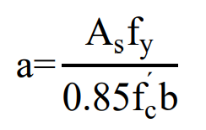 a = A_s f_y / 0.85 f'_c b